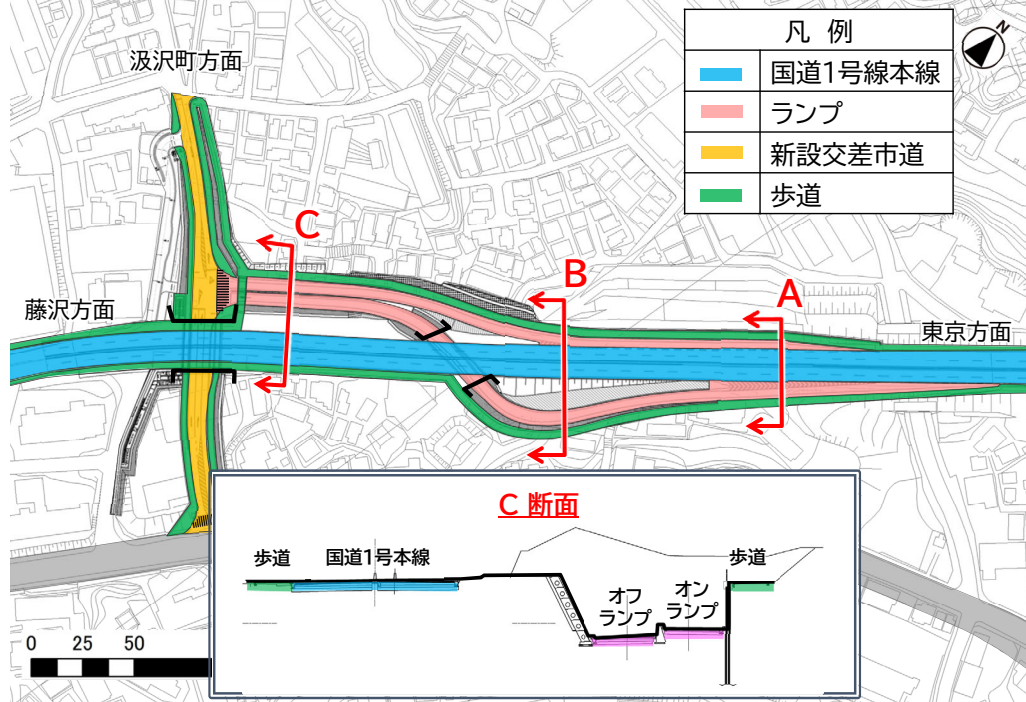 凡 例
国道1号線本線
ランプ
新設交差市道
歩道
N
汲沢町方面
C
B
A
藤沢方面
東京方面
C 断面
歩道
国道1号本線
歩道
オフ
ランプ
オン
ランプ
0 25 50